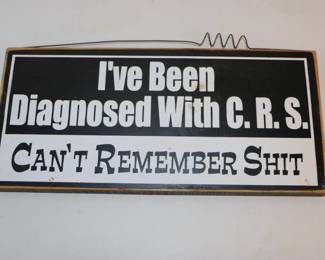 I've Been
Diagnosed With C. R. S.
CAN'T REMEMBER SHIT